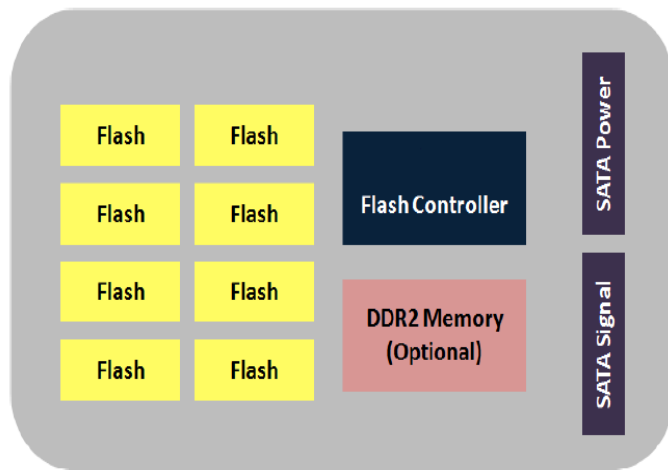 Flash
Flash
Flash
Flash
Flash
Flash
Flash
Flash
Flash Controller
DDR2 Memory
(Optional)
SATA Power
SATA Signal